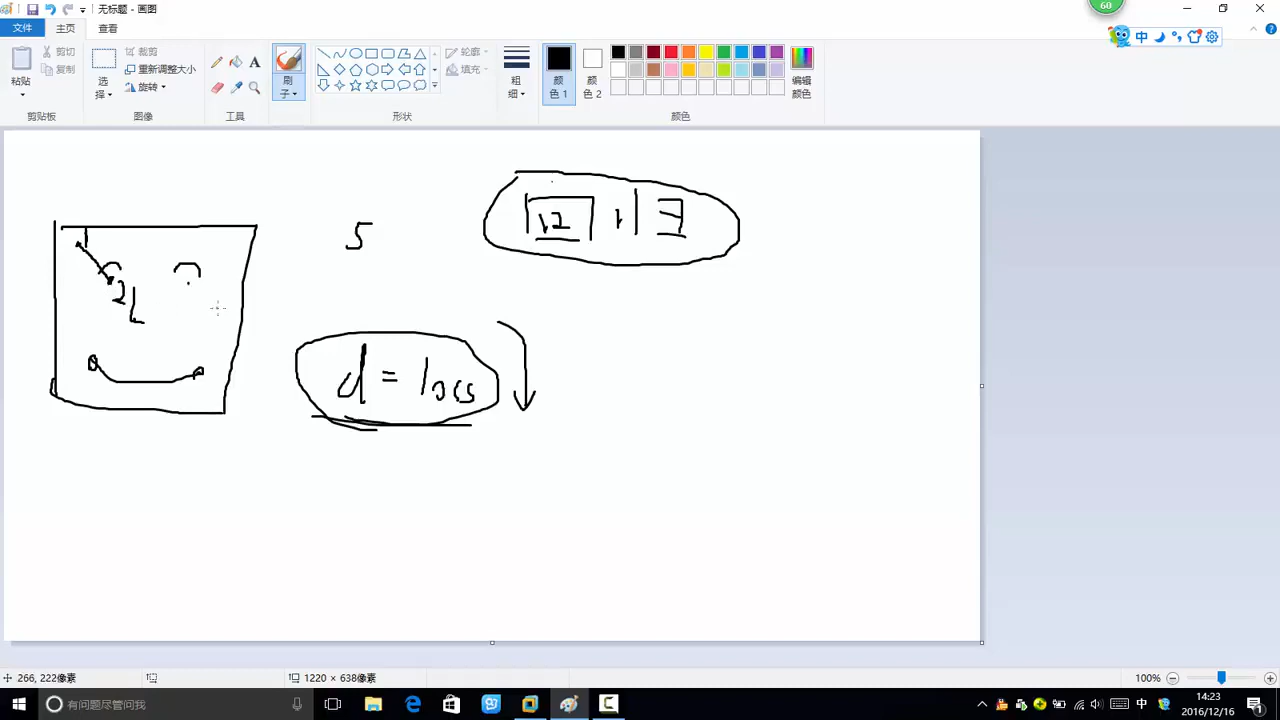 60
无标题 - 画图
文件 主页 查看
中
粘贴 剪切 复制
选择 裁剪 重新调整大小 旋转
A
刷子
轮廓 填充
粗细
颜色 1 颜色 2
编辑颜色
剪贴板 图像 工具 形状 颜色
12
5
1
2
d = loss
266, 222像素 1220 × 638像素 100%
有问题尽管问我
中
14:23
2016/12/16